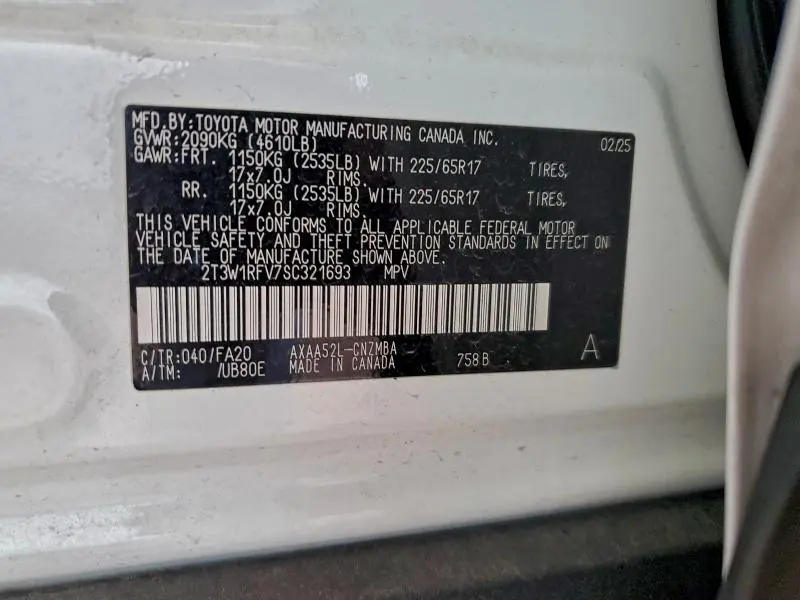 MFD. BY: TOYOTA MOTOR MANUFACTURING CANADA INC. 02/25
GVWR: 2090KG (4610LB)
GAWR: FRT. 1150KG (2535LB) WITH 225/65R17 TIRES,
17x7.0J RIMS.
RR. 1150KG (2535LB) WITH 225/65R17 TIRES,
17x7.0J RIMS.
THIS VEHICLE CONFORMS TO ALL APPLICABLE FEDERAL MOTOR
VEHICLE SAFETY AND THEFT PREVENTION STANDARDS IN EFFECT ON
THE DATE OF MANUFACTURE SHOWN ABOVE.
2T3W1RFV7SC321693 MPV
C/TR: 040/FA20 AXAA52L-CNZMBA 758B A
A/TM: /UB80E MADE IN CANADA